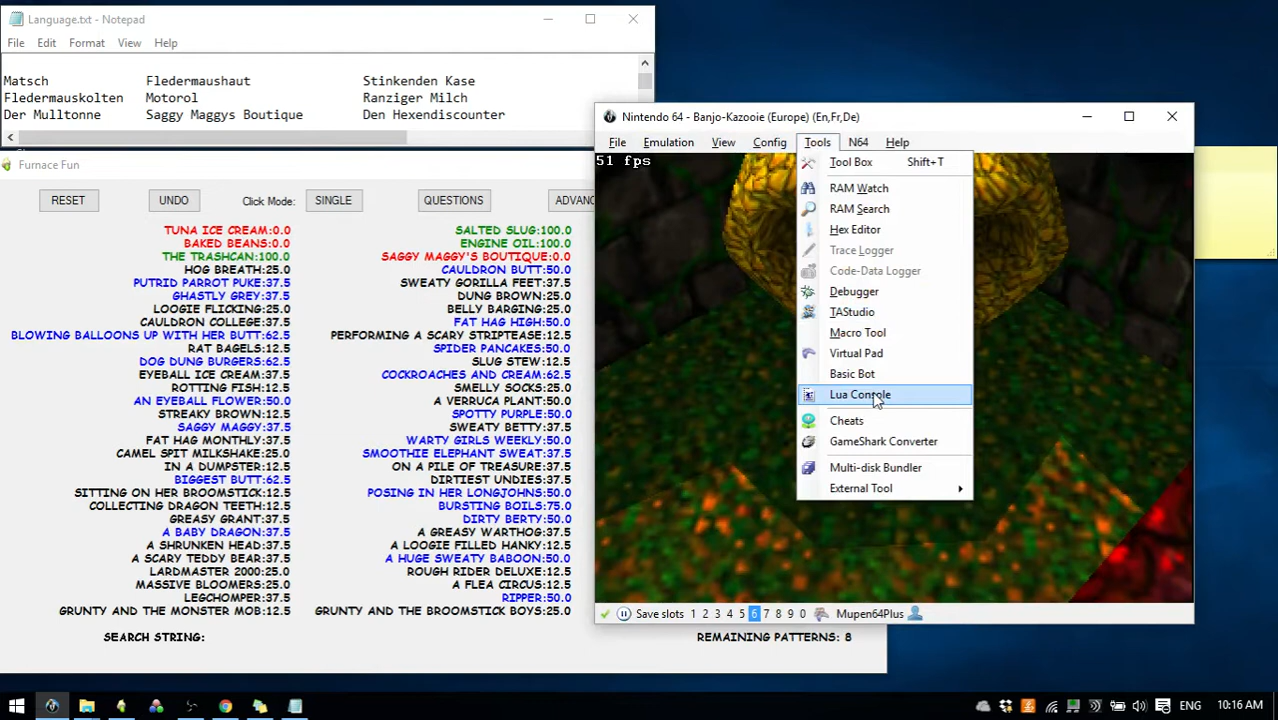 Language.txt - Notepad
File Edit Format View Help
Matsch Fledermaushaut Stinkenden Kase
Fledermauskolten Motorol Ranziger Milch
Der Mulltonne Saggy Maggys Boutique Den Hexendiscounter
Furnace Fun
RESET UNDO Click Mode: SINGLE QUESTIONS ADVANC
TUNA ICE CREAM:0.0 SALTED SLUG:100.0
BAKED BEANS:0.0 ENGINE OIL:100.0
THE TRASHCAN:100.0 SAGGY MAGGY'S BOUTIQUE:0.0
HOG BREATH:25.0 CAULDRON BUTT:50.0
PUTRID PARROT PUKE:37.5 SWEATY GORILLA FEET:37.5
GHASTLY GREY:37.5 DUNG BROWN:25.0
LOOGIE FLICKING:25.0 BELLY BARGING:25.0
CAULDRON COLLEGE:37.5 FAT HAG HIGH:50.0
BLOWING BALLOONS UP WITH HER BUTT:62.5 PERFORMING A SCARY STRIPTEASE:12.5
RAT BAGELS:12.5 SPIDER PANCAKES:50.0
DOG DUNG BURGERS:62.5 SLUG STEW:12.5
EYEBALL ICE CREAM:37.5 COCKROACHES AND CREAM:62.5
ROTTING FISH:12.5 SMELLY SOCKS:25.0
AN EYEBALL FLOWER:50.0 A VERRUCA PLANT:50.0
STREAKY BROWN:12.5 SPOTTY PURPLE:50.0
SAGGY MAGGY:37.5 SWEATY BETTY:37.5
FAT HAG MONTHLY:37.5 WARTY GIRLS WEEKLY:50.0
CAMEL SPIT MILKSHAKE:25.0 SMOOTHIE ELEPHANT SWEAT:37.5
IN A DUMPSTER:12.5 ON A PILE OF TREASURE:37.5
BIGGEST BUTT:62.5 DIRTIEST UNDIES:37.5
SITTING ON HER BROOMSTICK:12.5 POSING IN HER LONGJOHNS:50.0
COLLECTING DRAGON TEETH:12.5 BURSTING BOILS:75.0
GREASY GRANT:37.5 DIRTY BERTY:50.0
A BABY DRAGON:37.5 A GREASY WARTHOG:37.5
A SHRUNKEN HEAD:37.5 A LOOGIE FILLED HANKY:12.5
A SCARY TEDDY BEAR:37.5 A HUGE SWEATY BABOON:50.0
LARDMASTER 2000:25.0 ROUGH RIDER DELUXE:12.5
MASSIVE BLOOMERS:25.0 A FLEA CIRCUS:12.5
LEGCHOMPER:37.5 RIPPER:50.0
GRUNTY AND THE MONSTER MOB:12.5 GRUNTY AND THE BROOMSTICK BOYS:25.0
SEARCH STRING: REMAINING PATTERNS: 8
Nintendo 64 - Banjo-Kazooie (Europe) (En,Fr,De)
File Emulation View Config Tools N64 Help
51 fps
Tool Box Shift+T
RAM Watch
RAM Search
Hex Editor
Trace Logger
Code-Data Logger
Debugger
TAStudio
Macro Tool
Virtual Pad
Basic Bot
Lua Console
Cheats
GameShark Converter
Multi-disk Bundler
External Tool
Save slots 1 2 3 4 5 6 7 8 9 0 Mupen64Plus
ENG 10:16 AM